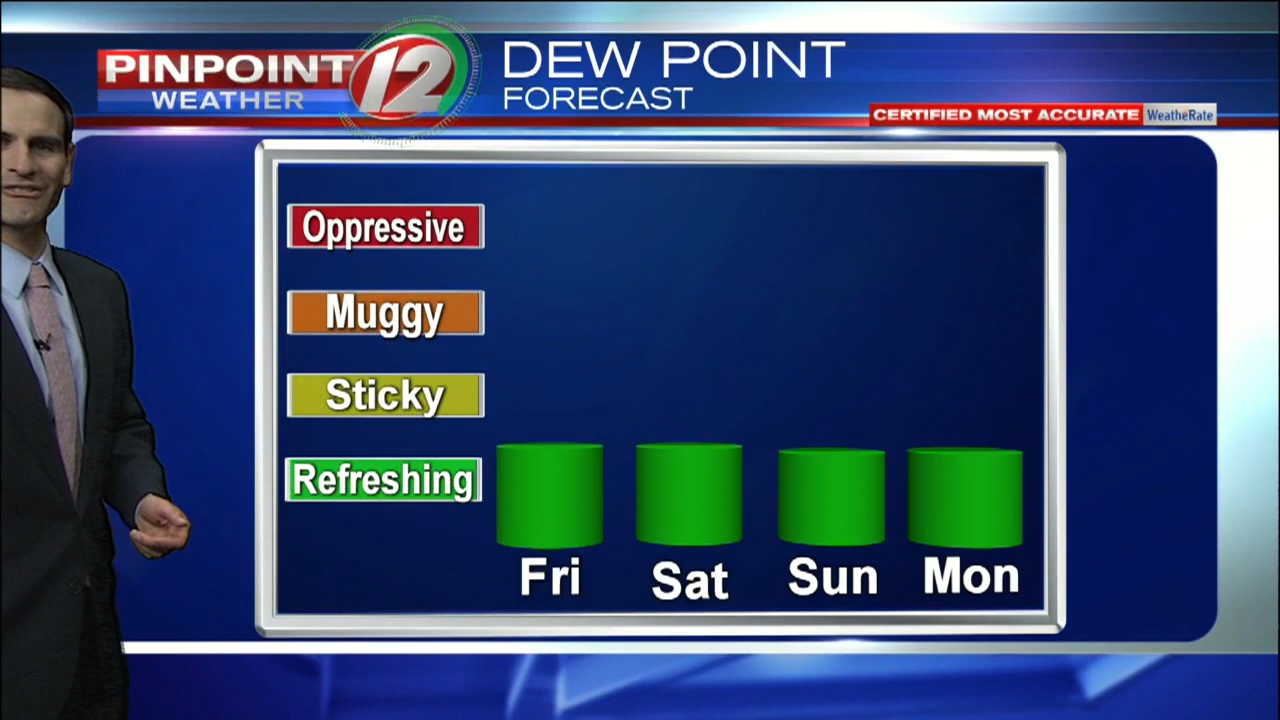 PINPOINT
WEATHER
12
DEW POINT
FORECAST
CERTIFIED MOST ACCURATE
WeatheRate
Oppressive
Muggy
Sticky
Refreshing
Fri Sat Sun Mon